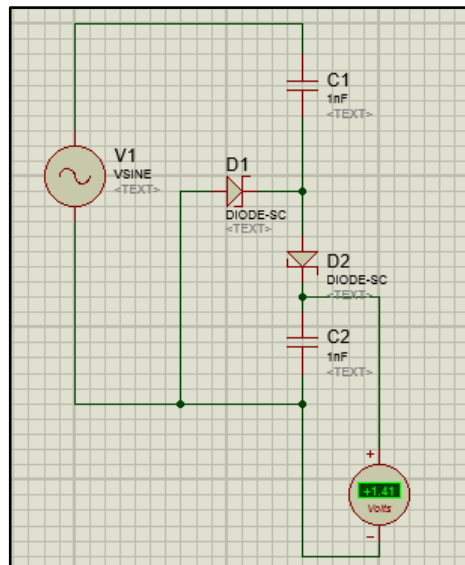 C1
1nF
<TEXT>
V1
VSINE
<TEXT>
D1
DIODE-SC
<TEXT>
D2
DIODE-SC
<TEXT>
C2
1nF
<TEXT>
+
+1.41
Volts
−